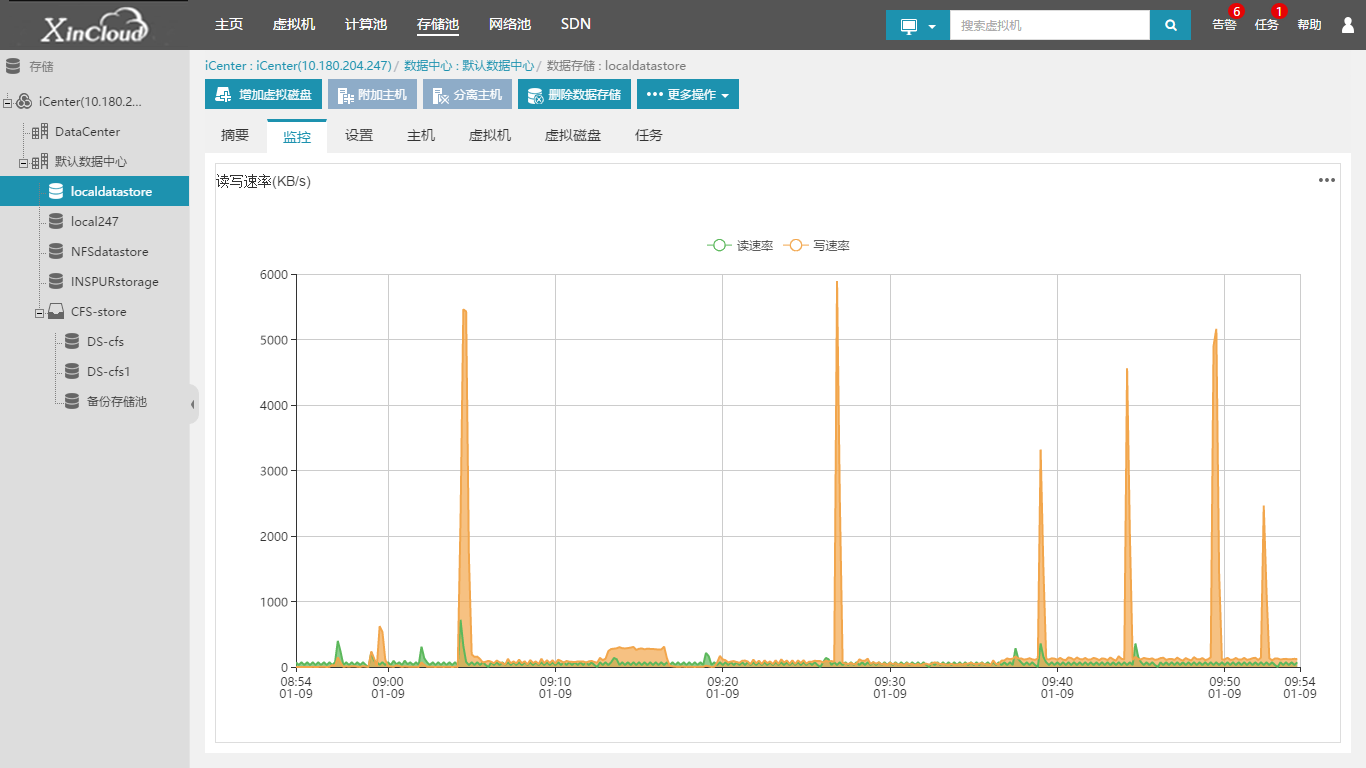 XinCloud
主页 虚拟机 计算池 存储池 网络池 SDN
搜索虚拟机
告警 6 任务 1 帮助
存储
iCenter(10.180.2...
DataCenter
默认数据中心
localdatastore
local247
NFSdatastore
INSPURstorage
CFS-store
DS-cfs
DS-cfs1
备份存储池
iCenter : iCenter(10.180.204.247) / 数据中心 : 默认数据中心 / 数据存储 : localdatastore
增加虚拟磁盘 附加主机 分离主机 删除数据存储 更多操作
摘要 监控 设置 主机 虚拟机 虚拟磁盘 任务
读写速率(KB/s)
读速率 写速率
6000
5000
4000
3000
2000
1000
0
08:54 09:00 09:10 09:20 09:30 09:40 09:50 09:54
01-09 01-09 01-09 01-09 01-09 01-09 01-09 01-09